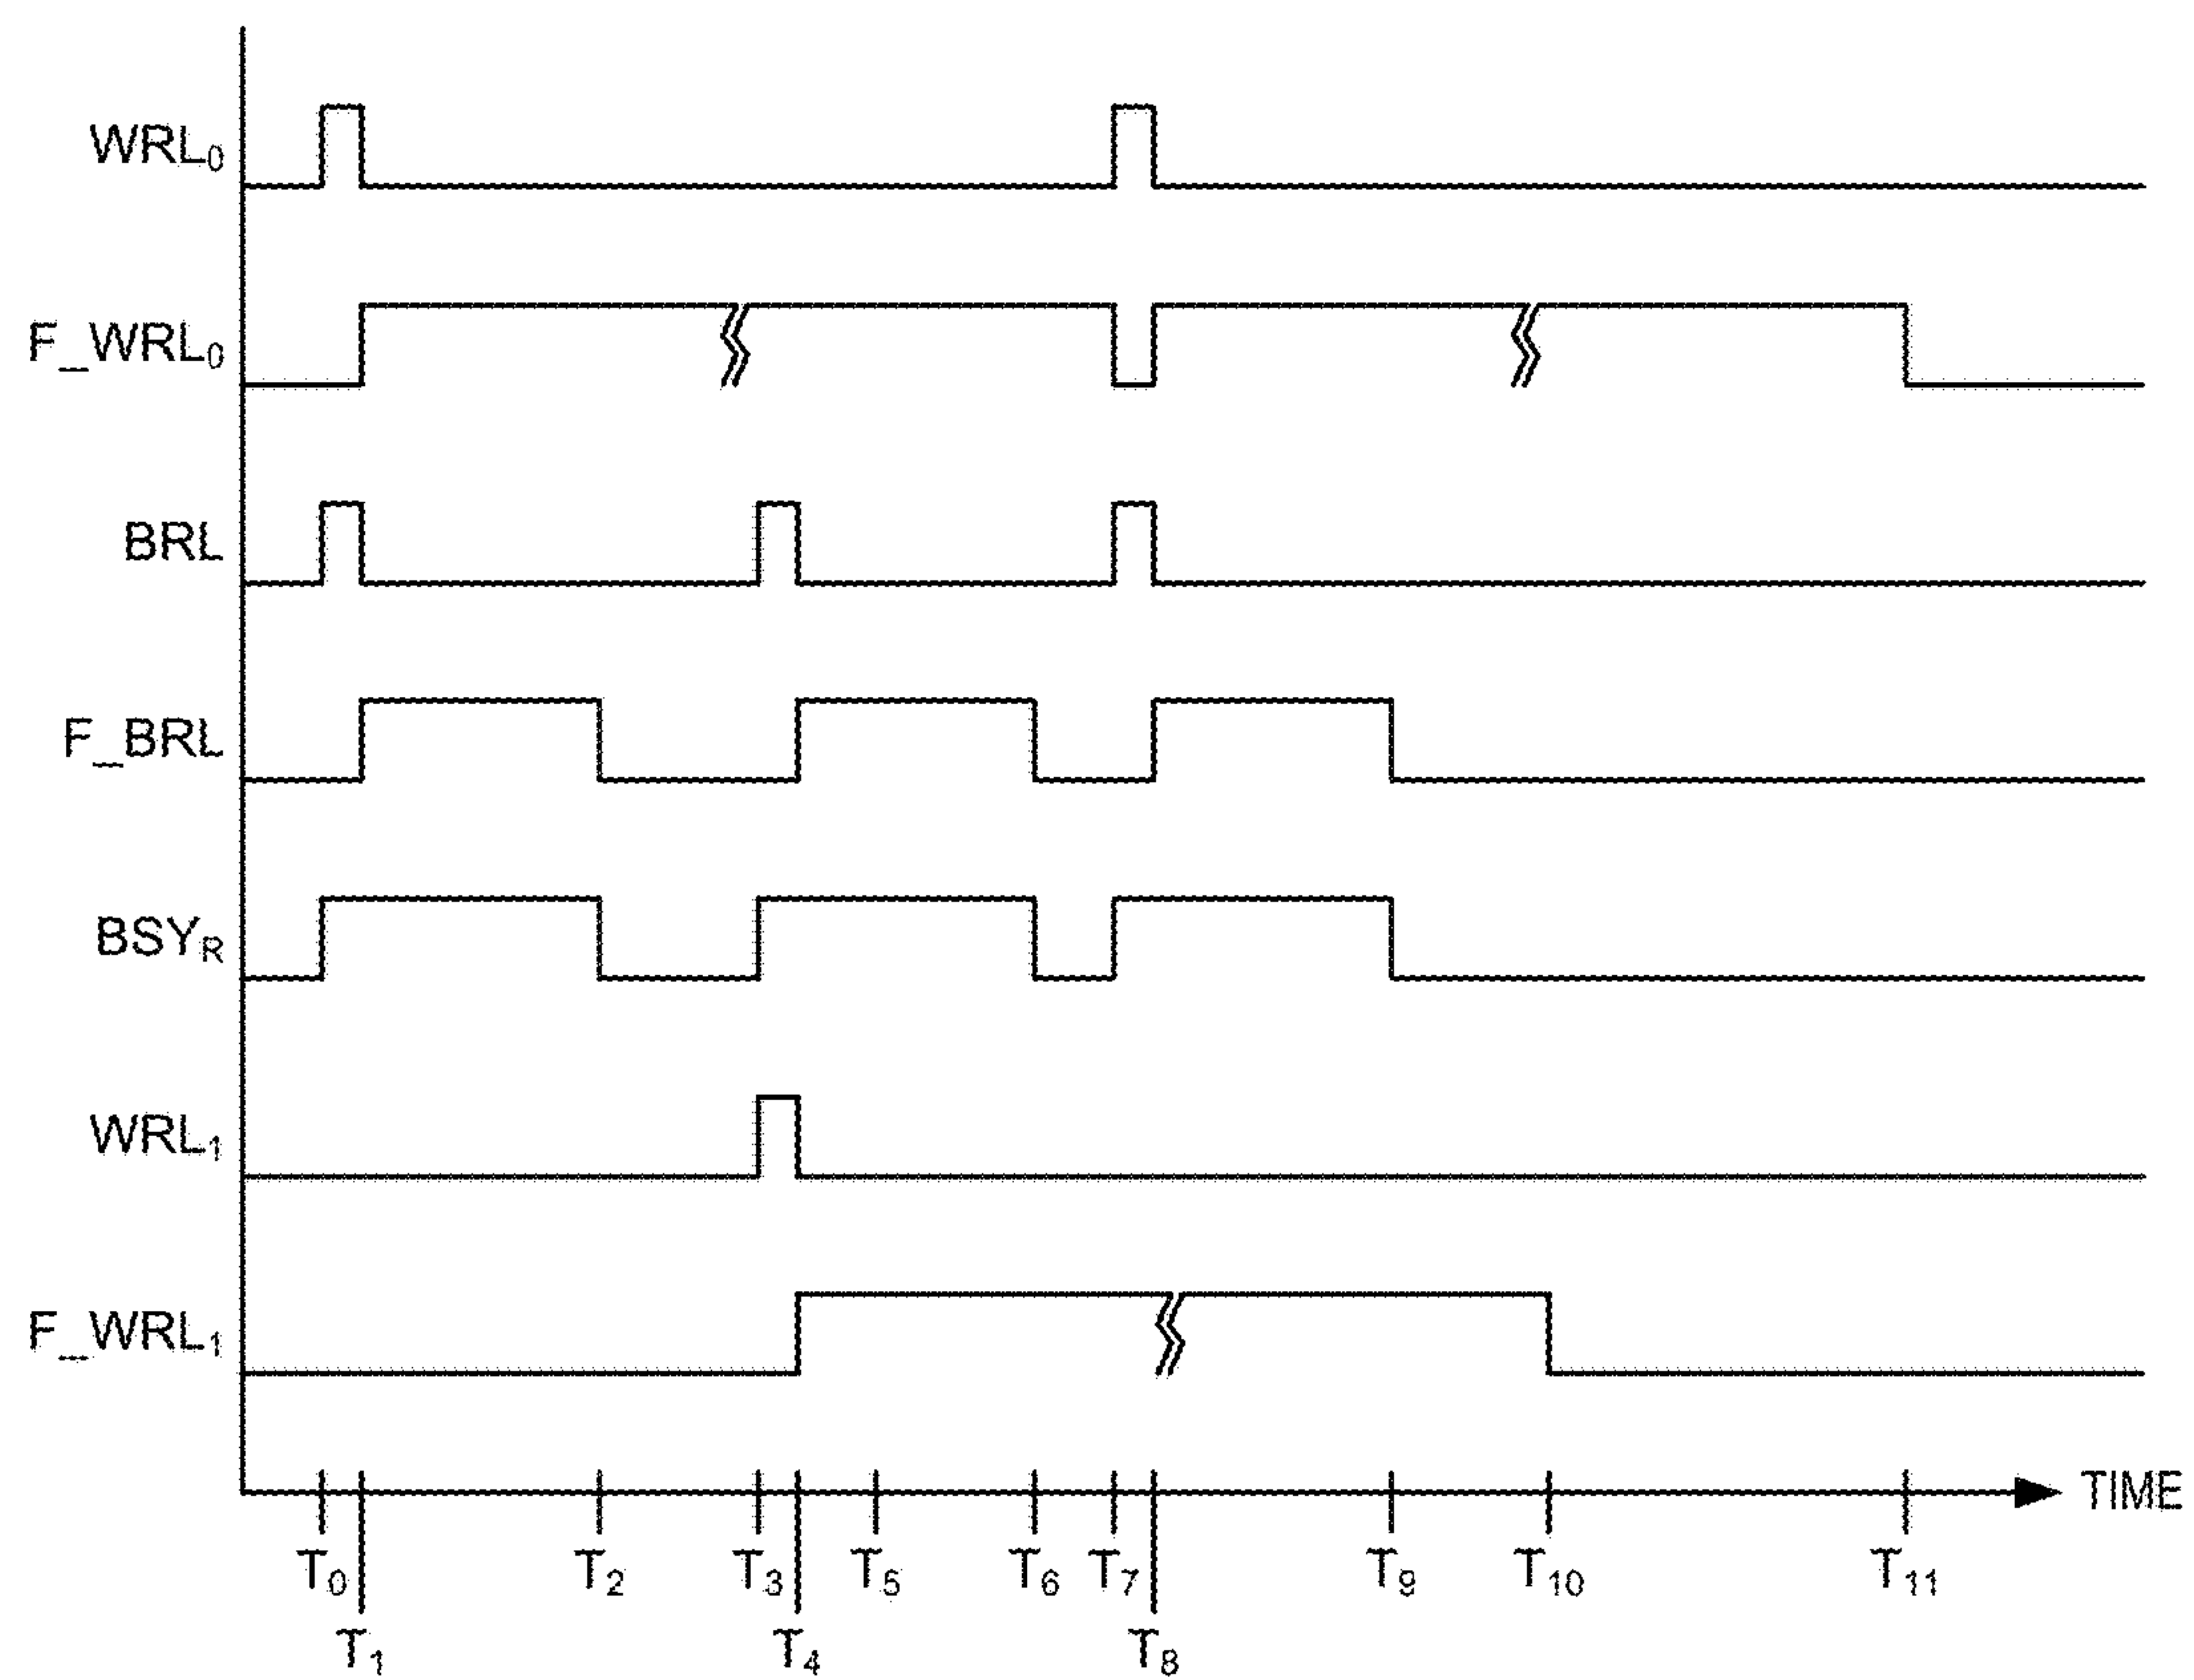 WRL₀
F_WRL₀
BRL
F_BRL
BSY_R
WRL₁
F_WRL₁
TIME
T₀ T₂ T₃ T₅ T₆ T₇ T₉ T₁₀ T₁₁
T₁ T₄ T₈